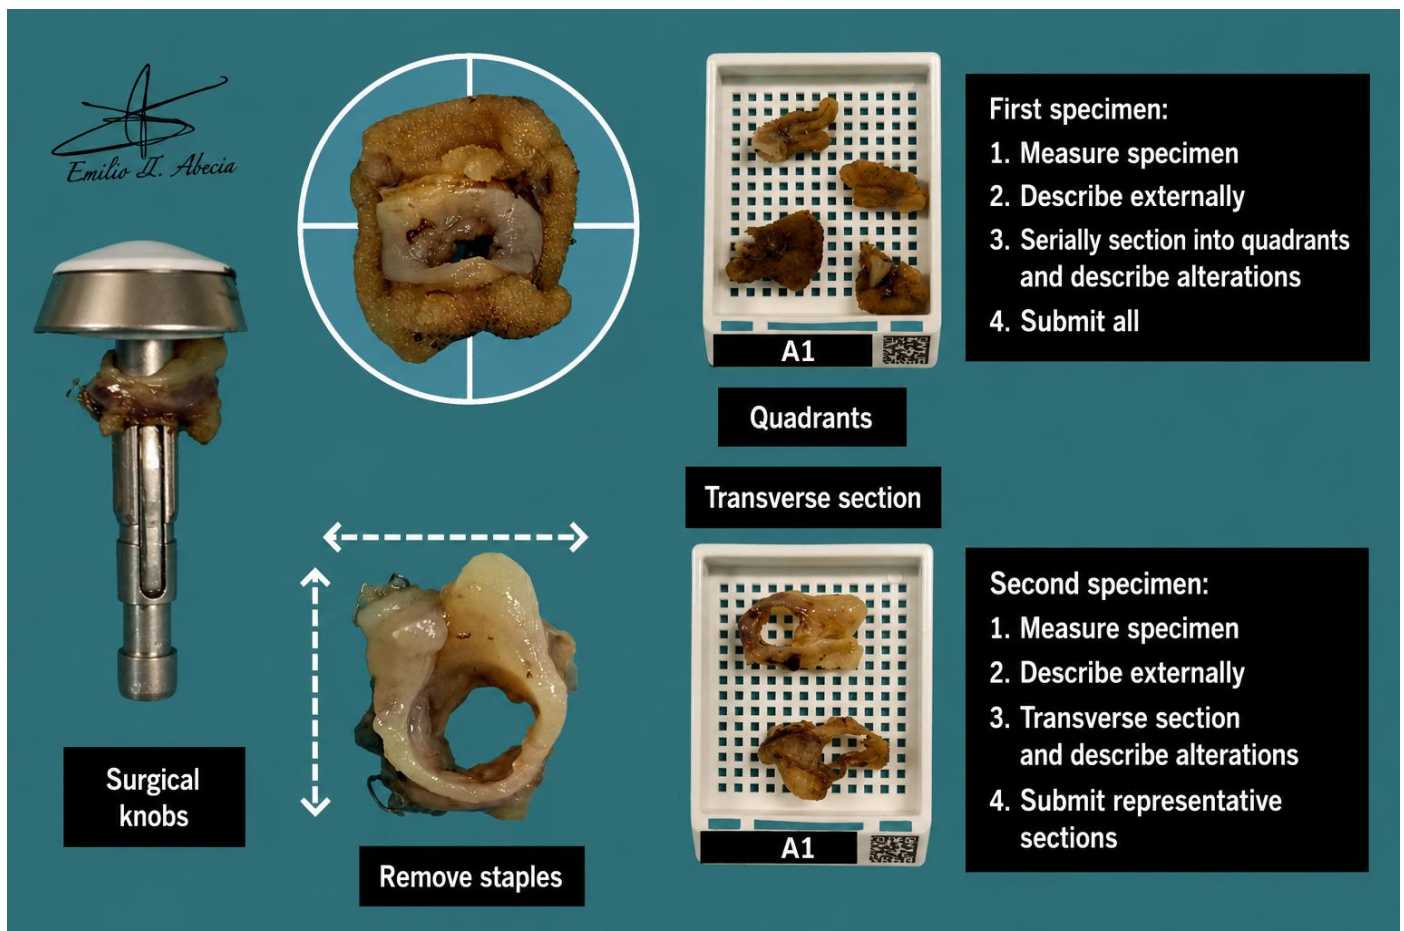 Emilio I. Abecia
Surgical
knobs
Remove staples
A1
Quadrants
Transverse section
A1
First specimen:
1. Measure specimen
2. Describe externally
3. Serially section into quadrants
and describe alterations
4. Submit all
Second specimen:
1. Measure specimen
2. Describe externally
3. Transverse section
and describe alterations
4. Submit representative
sections